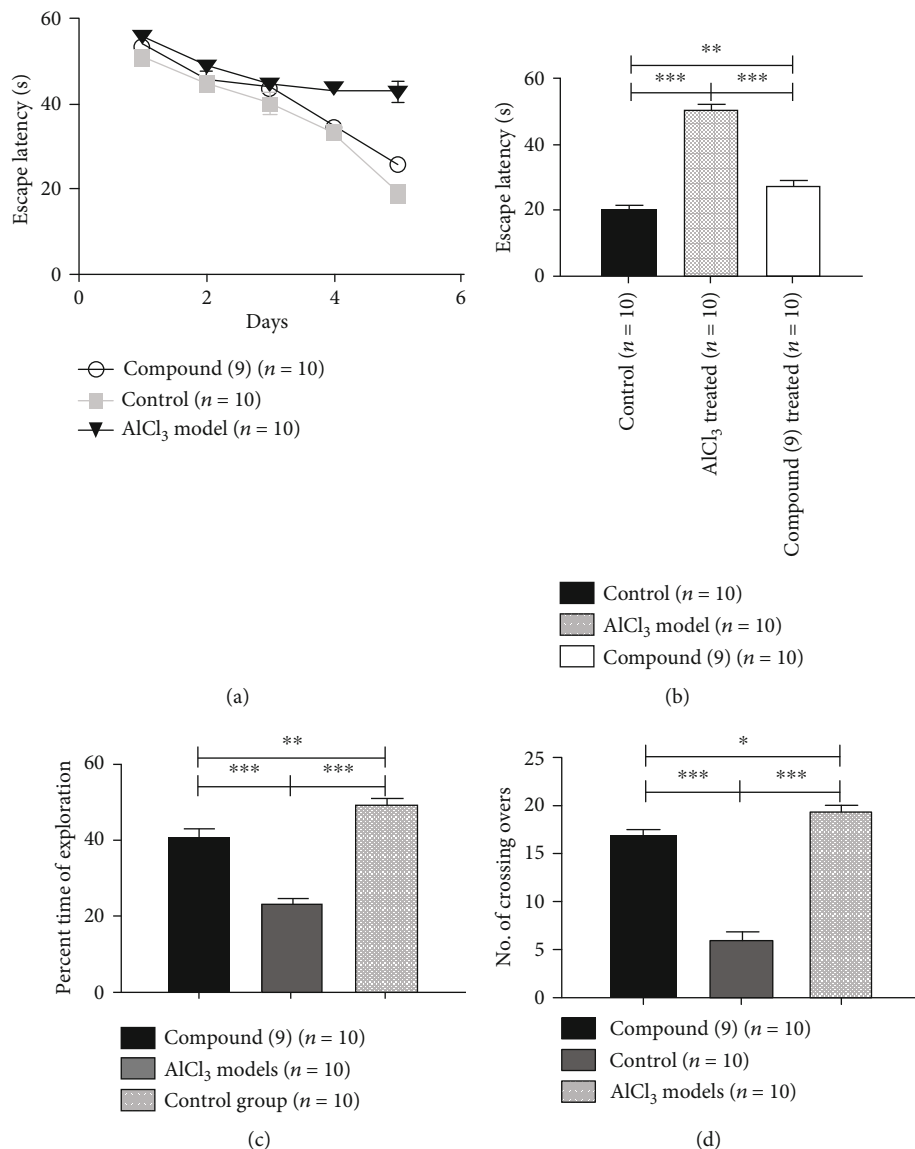 60
40
20
0
Escape latency (s)
0
2
4
6
Days
Compound (9) (n = 10)
Control (n = 10)
AlCl₃ model (n = 10)
(a)
**
***
***
60
40
20
0
Escape latency (s)
Control (n = 10)
AlCl₃ treated (n = 10)
Compound (9) treated (n = 10)
Control (n = 10)
AlCl₃ model (n = 10)
Compound (9) (n = 10)
(b)
**
***
***
60
40
20
0
Percent time of exploration
Compound (9) (n = 10)
AlCl₃ models (n = 10)
Control group (n = 10)
(c)
*
***
***
25
20
15
10
5
0
No. of crossing overs
Compound (9) (n = 10)
Control (n = 10)
AlCl₃ models (n = 10)
(d)